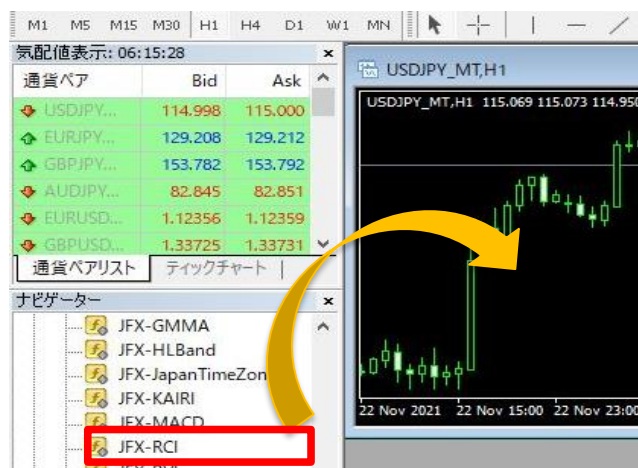 M1 M5 M15 M30 H1 H4 D1 W1 MN
気配値表示: 06:15:28
通貨ペア Bid Ask
USDJPY... 114.998 115.000
EURJPY... 129.208 129.212
GBPJPY... 153.782 153.792
AUDJPY... 82.845 82.851
EURUSD... 1.12356 1.12359
GBPUSD... 1.33725 1.33731
通貨ペアリスト ティックチャート
ナビゲーター
JFX-GMMA
JFX-HLBand
JFX-JapanTimeZon
JFX-KAIRI
JFX-MACD
JFX-RCI
USDJPY_MT,H1
USDJPY_MT,H1 115.069 115.073 114.950
22 Nov 2021 22 Nov 15:00 22 Nov 23:00